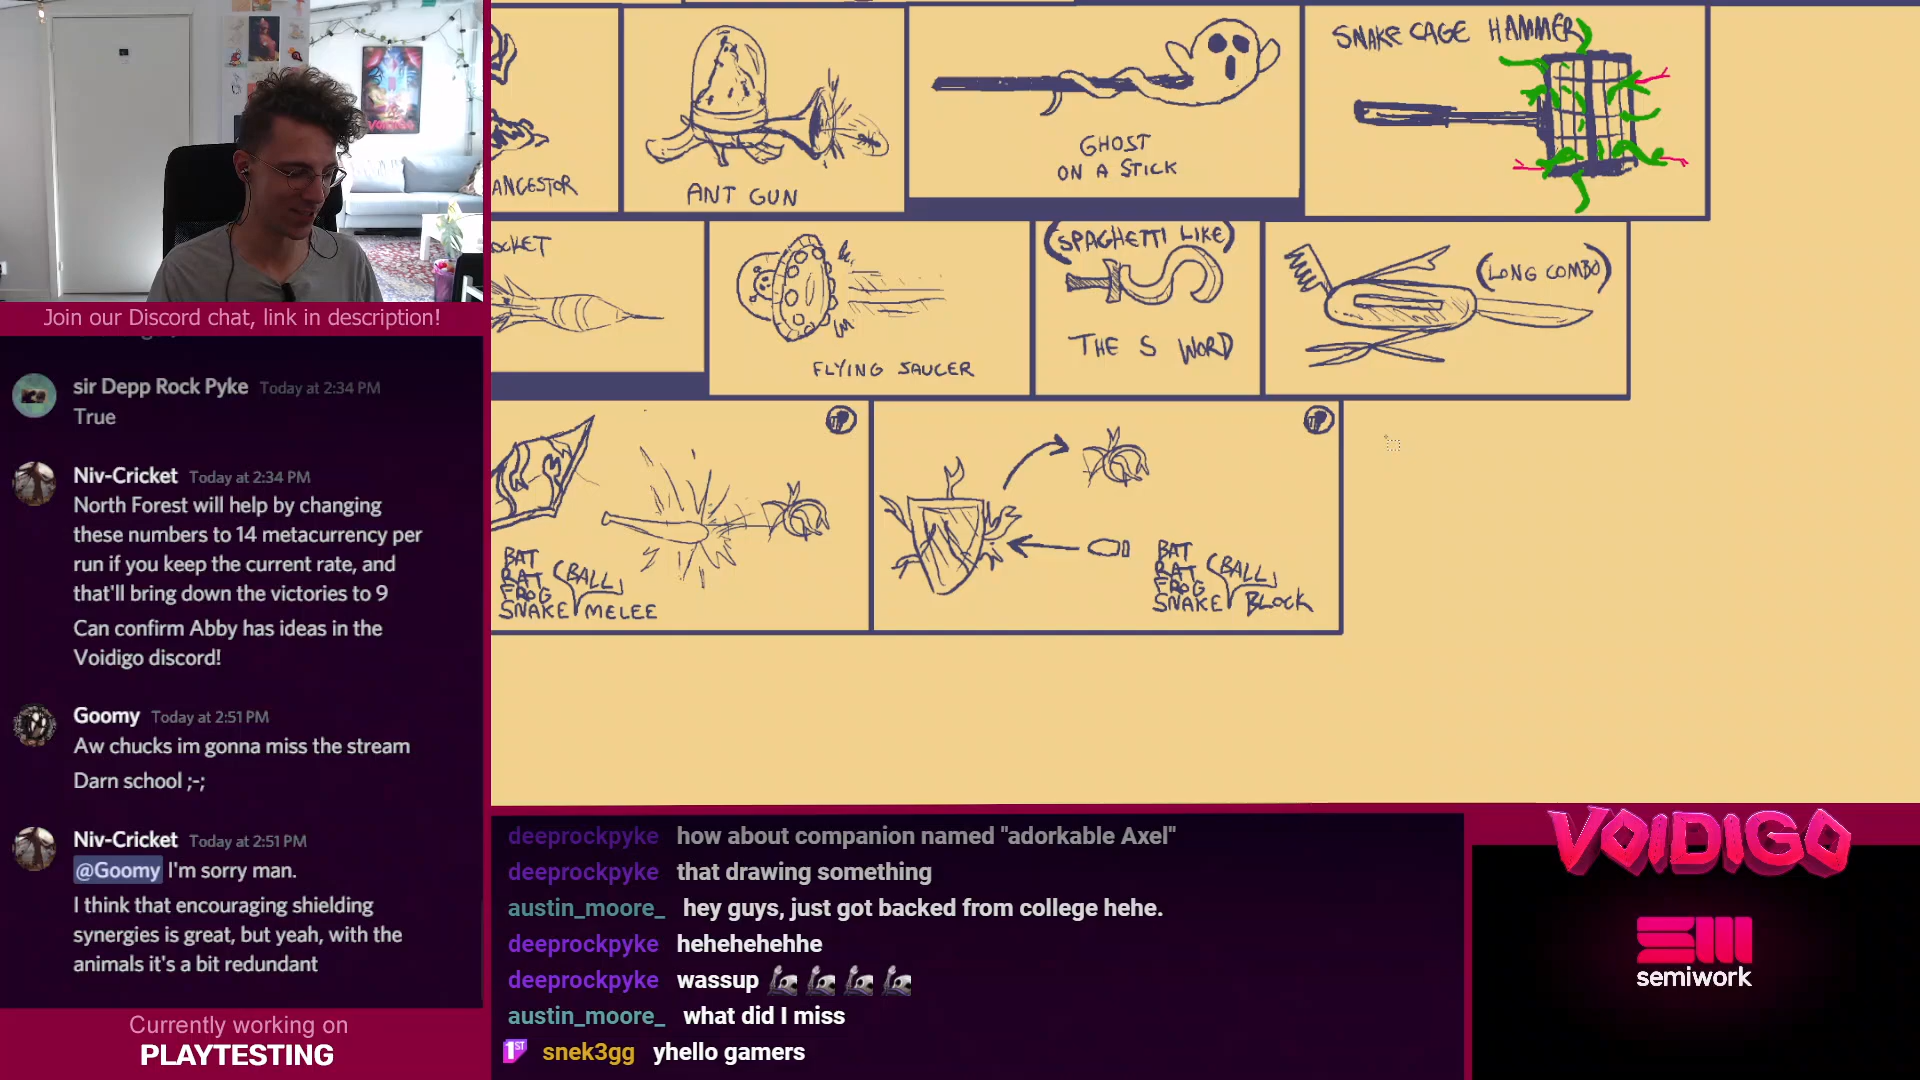 ANCESTOR
ANT GUN
GHOST
ON A STICK
SNAKE CAGE HAMMER
OCKET
FLYING SAUCER
(SPAGHETTI LIKE)
THE S WORD
(LONG COMBO)
BAT
RAT
FROG
SNAKE
(BALL)
MELEE
BAT
RAT
FROG
SNAKE
(BALL)
BLOCK
VOIDIGO
Join our Discord chat, link in description!
sir Depp Rock Pyke Today at 2:34 PM
True
Niv-Cricket Today at 2:34 PM
North Forest will help by changing
these numbers to 14 metacurrency per
run if you keep the current rate, and
that'll bring down the victories to 9
Can confirm Abby has ideas in the
Voidigo discord!
Goomy Today at 2:51 PM
Aw chucks im gonna miss the stream
Darn school ;-;
Niv-Cricket Today at 2:51 PM
@Goomy I'm sorry man.
I think that encouraging shielding
synergies is great, but yeah, with the
animals it's a bit redundant
Currently working on
PLAYTESTING
deeprockpyke how about companion named "adorkable Axel"
deeprockpyke that drawing something
austin_moore_ hey guys, just got backed from college hehe.
deeprockpyke hehehehehhe
deeprockpyke wassup
austin_moore_ what did I miss
1ST snek3gg yhello gamers
VOIDIGO
semiwork